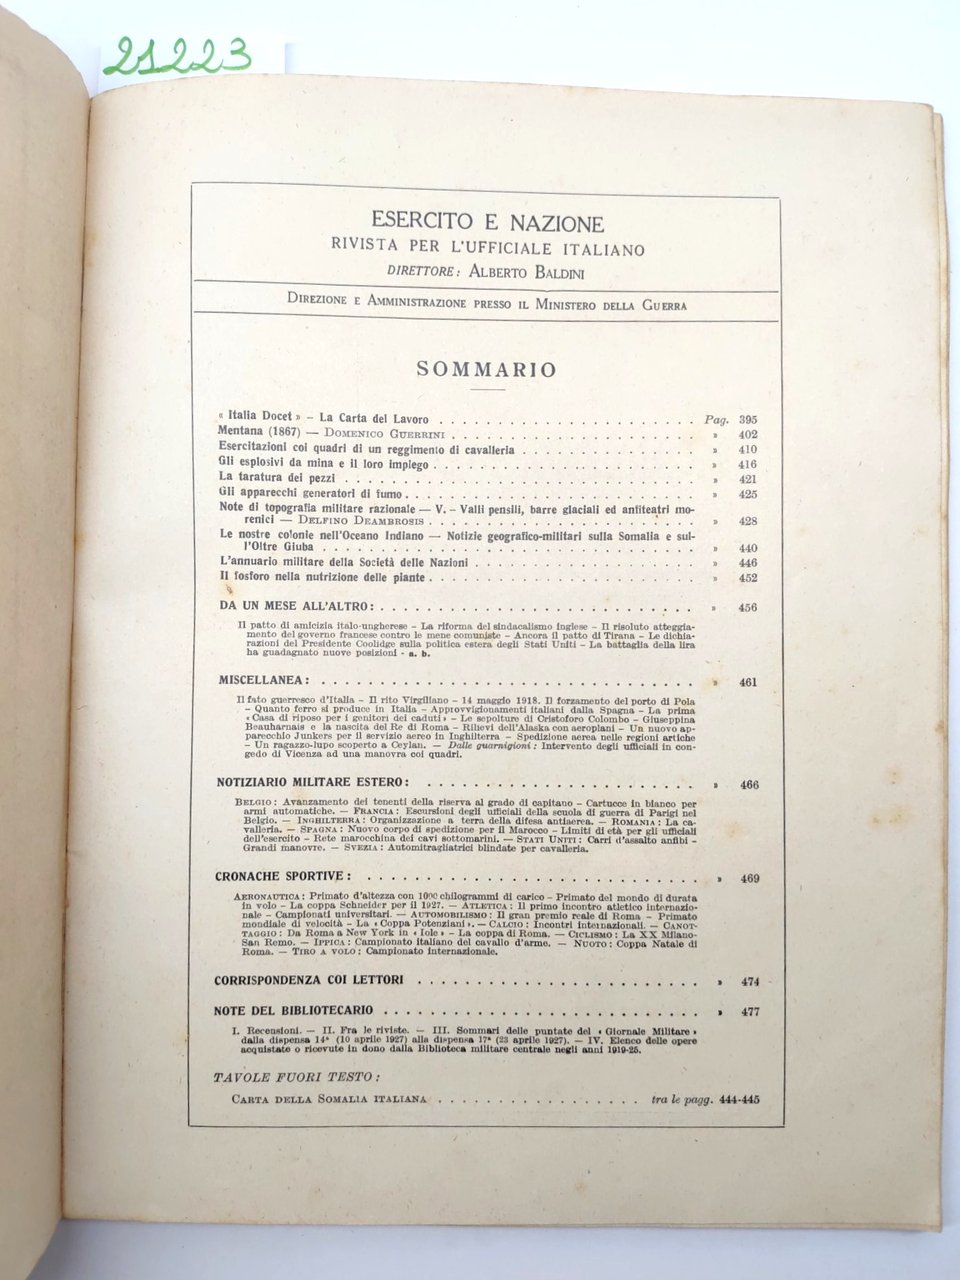 21223
ESERCITO E NAZIONE
RIVISTA PER L'UFFICIALE ITALIANO
DIRETTORE: ALBERTO BALDINI
DIREZIONE E AMMINISTRAZIONE PRESSO IL MINISTERO DELLA GUERRA
SOMMARIO
« Italia Docet » – La Carta del Lavoro . . . . . . . . . . . . . . . . . . . . . . Pag. 395
Mentana (1867) — DOMENICO GUERRINI . . . . . . . . . . . . . . . . . . . . . » 402
Esercitazioni coi quadri di un reggimento di cavalleria . . . . . . . . . . . . . . . » 410
Gli esplosivi da mina e il loro impiego . . . . . . . . . . . . . . . . . . . . . . » 416
La taratura dei pezzi . . . . . . . . . . . . . . . . . . . . . . . . . . . . . . » 421
Gli apparecchi generatori di fumo . . . . . . . . . . . . . . . . . . . . . . . . » 425
Note di topografia militare razionale — V. – Valli pensili, barre glaciali ed anfiteatri mo-
renici — DELFINO DEAMBROSIS . . . . . . . . . . . . . . . . . . . . . . . » 428
Le nostre colonie nell'Oceano Indiano — Notizie geografico-militari sulla Somalia e sul-
l'Oltre Giuba . . . . . . . . . . . . . . . . . . . . . . . . . . . . . . . . » 440
L'annuario militare della Società delle Nazioni . . . . . . . . . . . . . . . . . . . » 446
Il fosforo nella nutrizione delle piante . . . . . . . . . . . . . . . . . . . . . . » 452
DA UN MESE ALL'ALTRO: . . . . . . . . . . . . . . . . . . . . . . . . . . . » 456
Il patto di amicizia italo-ungherese – La riforma del sindacalismo inglese – Il risoluto atteggia-
mento del governo francese contro le mene comuniste – Ancora il patto di Tirana – Le dichia-
razioni del Presidente Coolidge sulla politica estera degli Stati Uniti – La battaglia della lira
ha guadagnato nuove posizioni - a. b.
MISCELLANEA: . . . . . . . . . . . . . . . . . . . . . . . . . . . . . . . . » 461
Il fato guerresco d'Italia – Il rito Virgiliano – 14 maggio 1918. Il forzamento del porto di Pola
– Quanto ferro si produce in Italia – Approvvigionamenti italiani dalla Spagna – La prima
« Casa di riposo per i genitori dei caduti » – Le sepolture di Cristoforo Colombo – Giuseppina
Beauharnais e la nascita del Re di Roma – Rilievi dell'Alaska con aeroplani – Un nuovo ap-
parecchio Junkers per il servizio aereo in Inghilterra – Spedizione aerea nelle regioni artiche
– Un ragazzo-lupo scoperto a Ceylan. — Dalle guarnigioni: Intervento degli ufficiali in con-
gedo di Vicenza ad una manovra coi quadri.
NOTIZIARIO MILITARE ESTERO: . . . . . . . . . . . . . . . . . . . . . . . » 466
BELGIO: Avanzamento dei tenenti della riserva al grado di capitano – Cartucce in bianco per
armi automatiche. — FRANCIA: Escursioni degli ufficiali della scuola di guerra di Parigi nel
Belgio. — INGHILTERRA: Organizzazione a terra della difesa antiaerea. — ROMANIA: La ca-
valleria. — SPAGNA: Nuovo corpo di spedizione per il Marocco – Limiti di età per gli ufficiali
dell'esercito – Rete marocchina dei cavi sottomarini. — STATI UNITI: Carri d'assalto anfibi –
Grandi manovre. — SVEZIA: Automitragliatrici blindate per cavalleria.
CRONACHE SPORTIVE: . . . . . . . . . . . . . . . . . . . . . . . . . . . . » 469
AERONAUTICA: Primato d'altezza con 1000 chilogrammi di carico – Primato del mondo di durata
in volo – La coppa Schneider per il 1927. — ATLETICA: Il primo incontro atletico internazio-
nale – Campionati universitari. — AUTOMOBILISMO: Il gran premio reale di Roma – Primato
mondiale di velocità – La « Coppa Potenziani ». — CALCIO: Incontri internazionali. — CANOT-
TAGGIO: Da Roma a New York in « Iole » – La coppa di Roma. — CICLISMO: La XX Milano-
San Remo. — IPPICA: Campionato italiano del cavallo d'arme. — NUOTO: Coppa Natale di
Roma. — TIRO A VOLO: Campionato internazionale.
CORRISPONDENZA COI LETTORI . . . . . . . . . . . . . . . . . . . . . . . . » 474
NOTE DEL BIBLIOTECARIO . . . . . . . . . . . . . . . . . . . . . . . . . . » 477
I. Recensioni. — II. Fra le riviste. — III. Sommari delle puntate del « Giornale Militare »
dalla dispensa 14ª (10 aprile 1927) alla dispensa 17ª (23 aprile 1927). — IV. Elenco delle opere
acquistate o ricevute in dono dalla Biblioteca militare centrale negli anni 1919-25.
TAVOLE FUORI TESTO:
CARTA DELLA SOMALIA ITALIANA . . . . . . . . . . . . . . . . . tra le pagg. 444-445